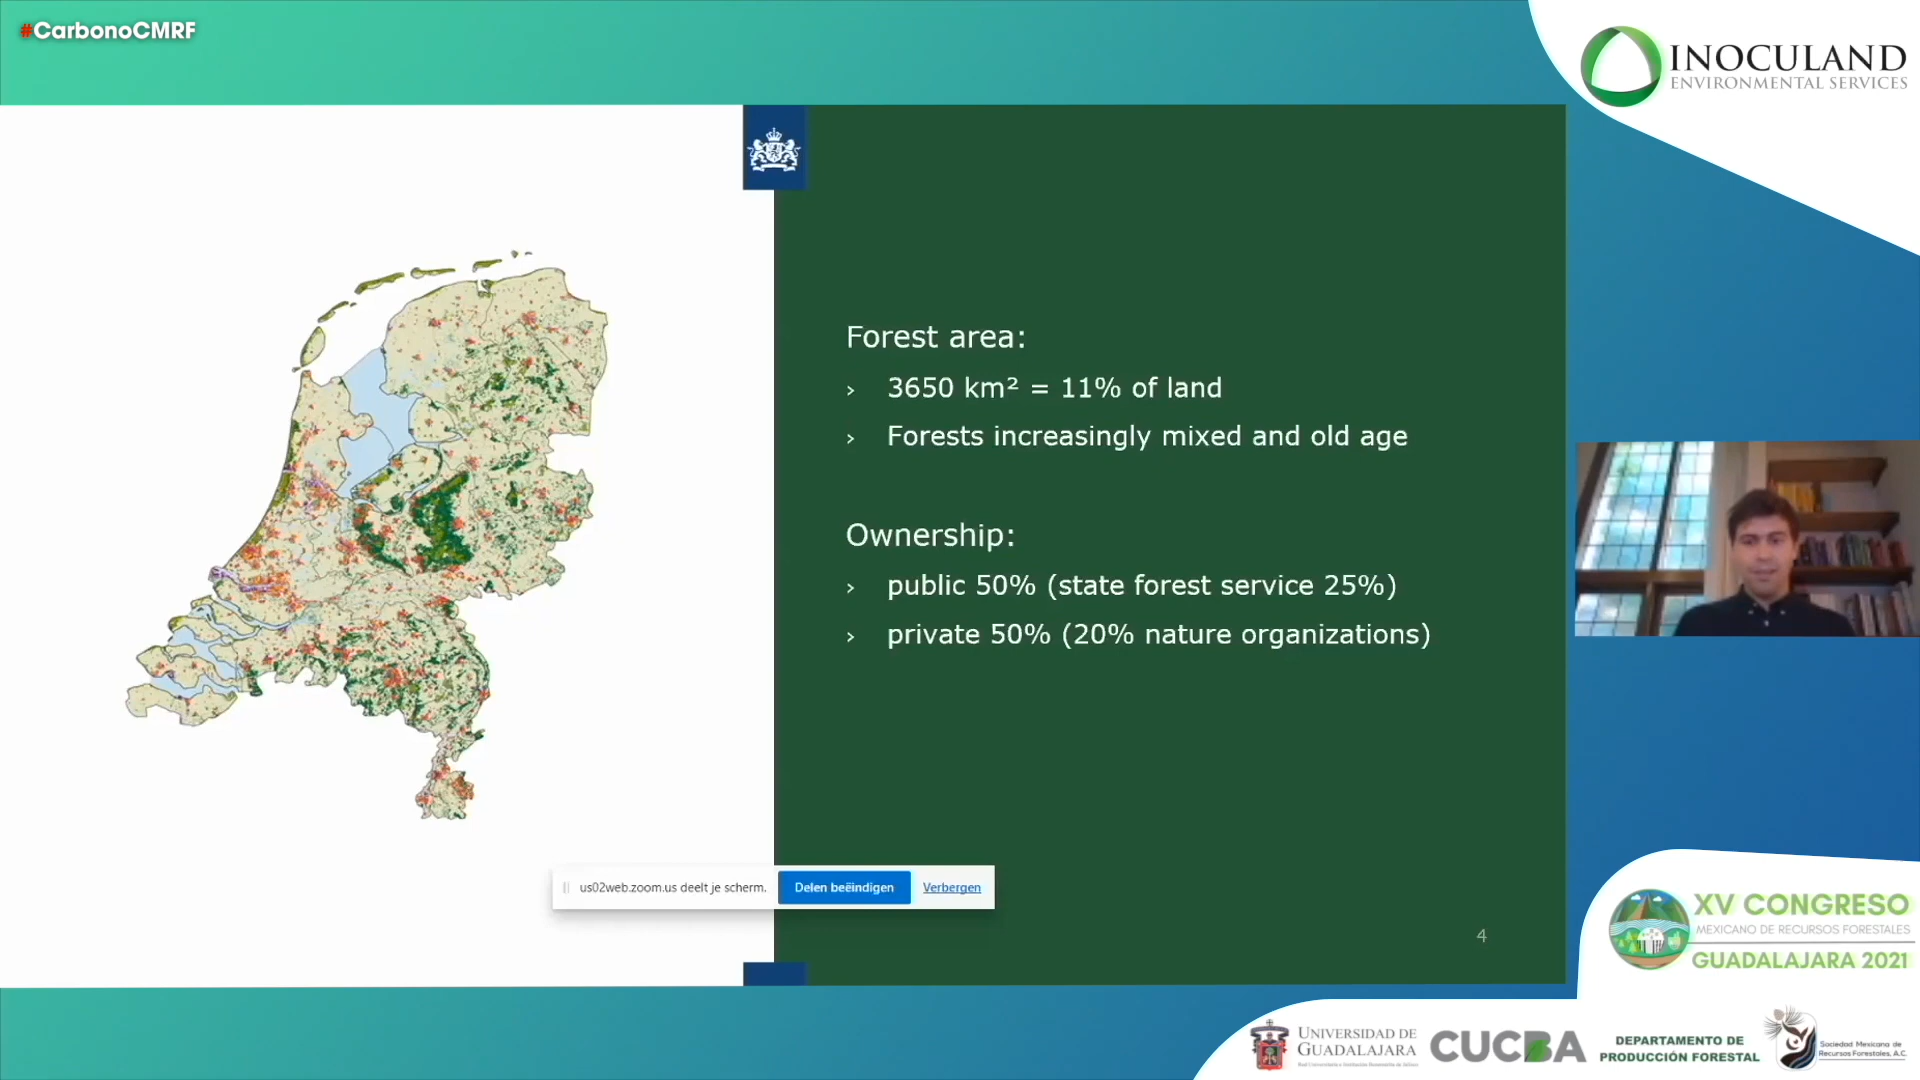 #CarbonoCMRF
INOCULAND
ENVIRONMENTAL SERVICES
Forest area:
› 3650 km² = 11% of land
› Forests increasingly mixed and old age
Ownership:
› public 50% (state forest service 25%)
› private 50% (20% nature organizations)
us02web.zoom.us deelt je scherm. Delen beëindigen Verbergen
4
XV CONGRESO
MEXICANO DE RECURSOS FORESTALES
GUADALAJARA 2021
UNIVERSIDAD DE
GUADALAJARA
CUCBA
DEPARTAMENTO DE
PRODUCCIÓN FORESTAL
Sociedad Mexicana de
Recursos Forestales, A.C.